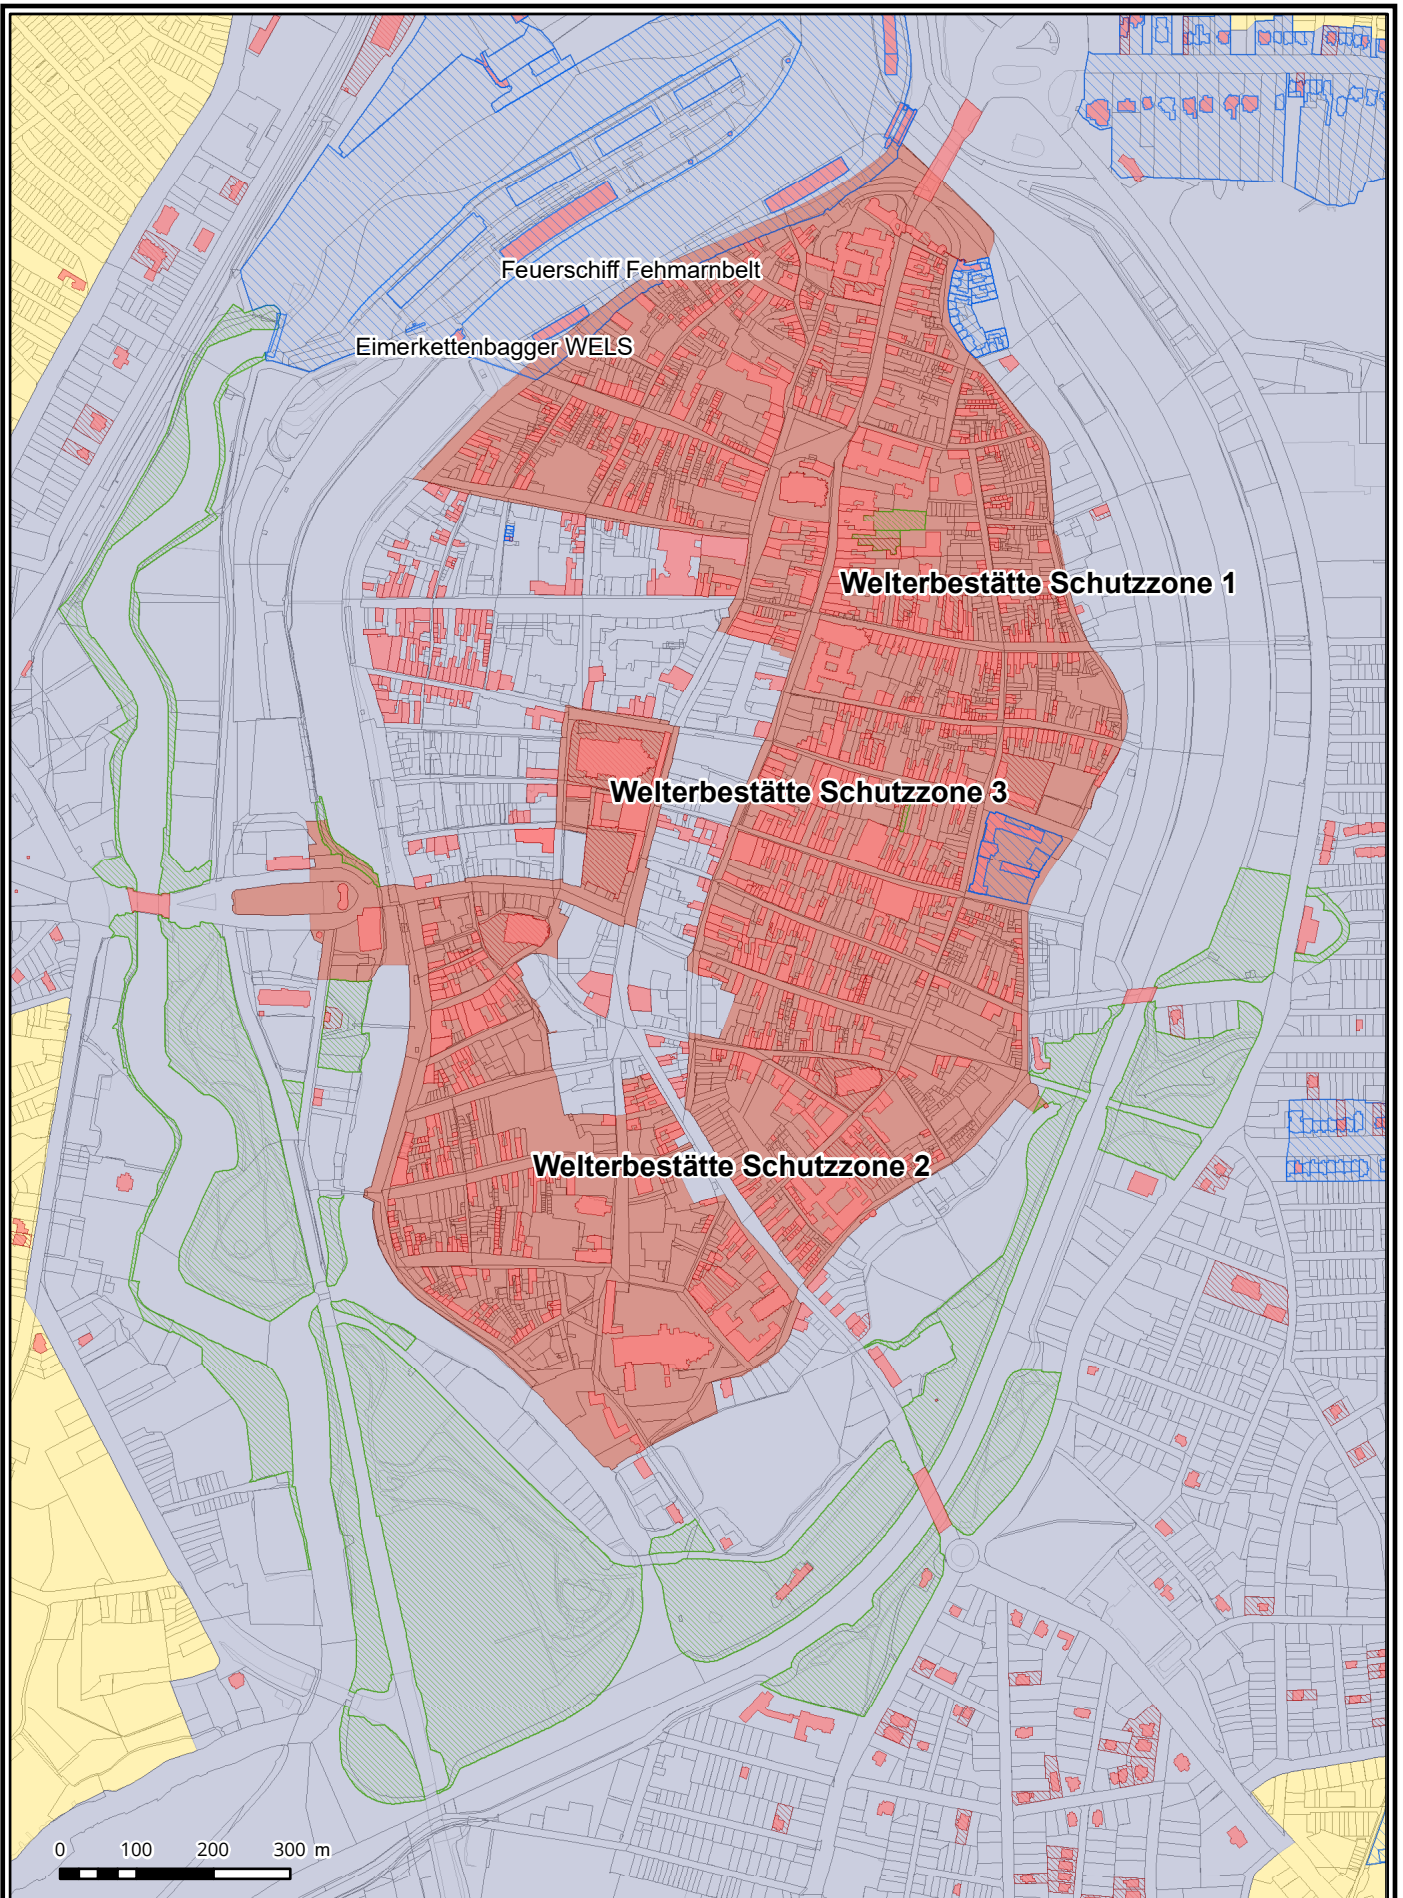 Feuerschiff Fehmarnbelt
Eimerkettenbagger WELS
Welterbestätte Schutzzone 1
Welterbestätte Schutzzone 3
Welterbestätte Schutzzone 2
0 100 200 300 m